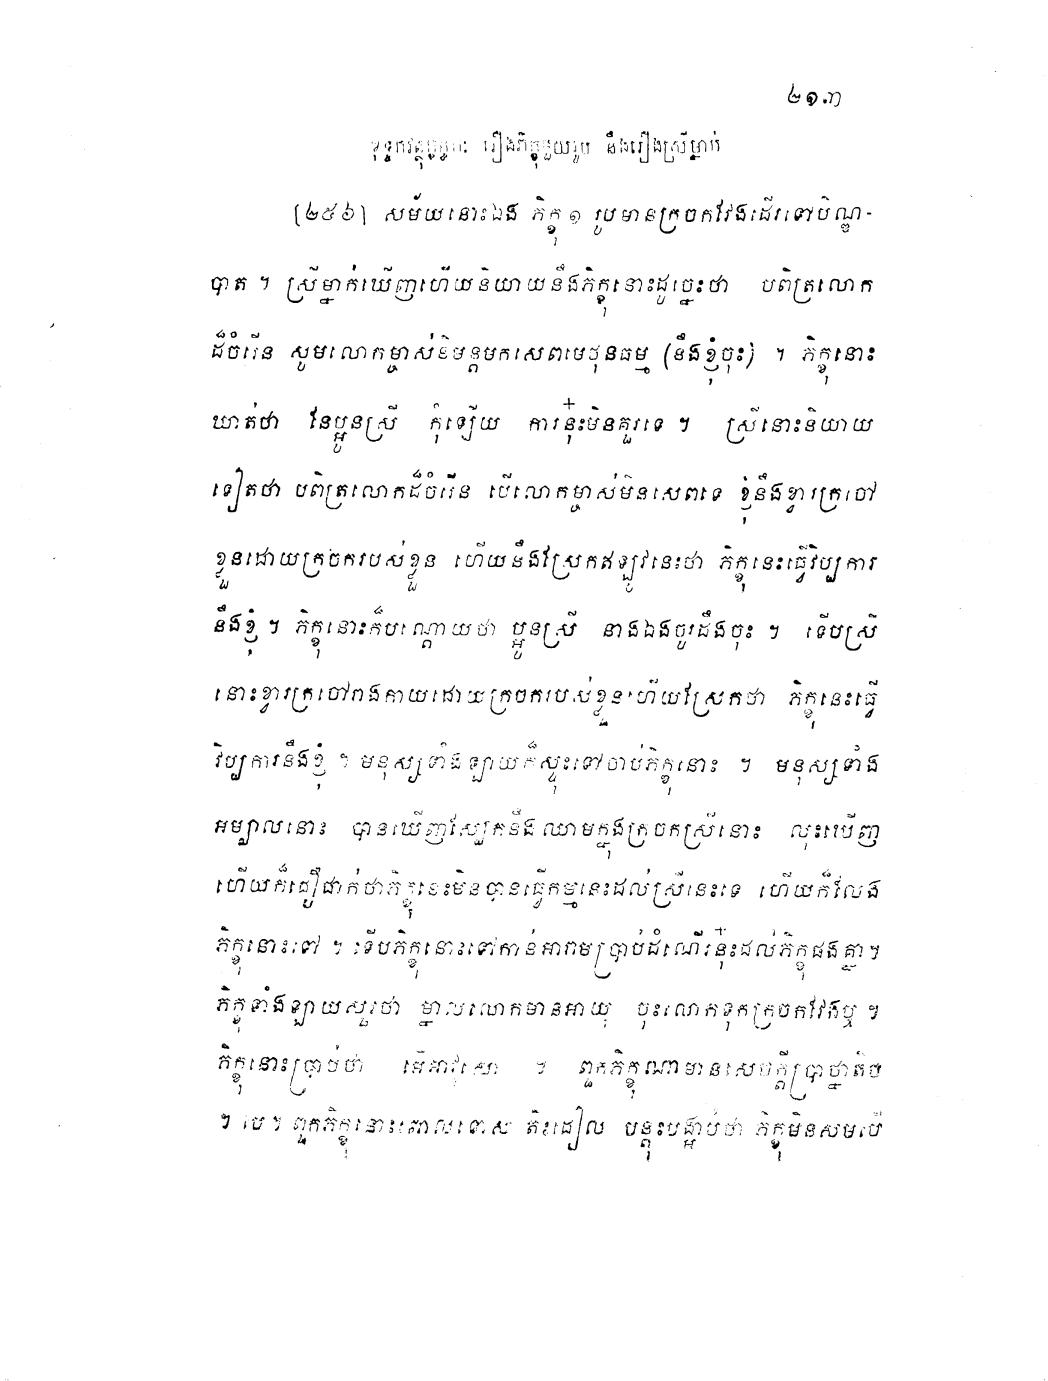 ២១៣
ខុទ្ទកវត្ថុក្ខន្ធកៈ រឿងភិក្ខុមួយរូប នឹងរឿងស្រីម្នាក់
[២៥៦] សម័យនោះឯង ភិក្ខុ ១ រូបមានក្រចកវែងដើរទៅបិណ្ឌ-
បាត ។ ស្រីម្នាក់ឃើញហើយនិយាយនឹងភិក្ខុនោះដូច្នេះថា បពិត្រលោក
ដ៏ចំរើន សូមលោកម្ចាស់និមន្តមកសេពមេថុនធម្ម (នឹងខ្ញុំចុះ) ។ ភិក្ខុនោះ
ឃាត់ថា នែប្អូនស្រី កុំឡើយ ការនុ៎ះមិនគួរទេ ។ ស្រីនោះនិយាយ
ទៀតថា បពិត្រលោកដ៏ចំរើន បើលោកម្ចាស់មិនសេពទេ ខ្ញុំនឹងខ្វារក្រចៅ
ខ្លួនដោយក្រចករបស់ខ្លួន ហើយនឹងស្រែកឥឡូវនេះថា ភិក្ខុនេះធ្វើវិប្បការ
នឹងខ្ញុំ ។ ភិក្ខុនោះក៏បណ្តោយថា ប្អូនស្រី នាងឯងចូរដឹងចុះ ។ ទើបស្រី
នោះខ្វារក្រចៅរាងកាយដោយក្រចករបស់ខ្លួនហើយស្រែកថា ភិក្ខុនេះធ្វើ
វិប្បការនឹងខ្ញុំ ។ មនុស្សទាំងឡាយក៏ស្ទុះទៅចាប់ភិក្ខុនោះ ។ មនុស្សទាំង
អម្បាលនោះ បានឃើញស្បែកនឹងឈាមក្នុងក្រចកស្រីនោះ លុះឃើញ
ហើយក៏ជឿជាក់ថាភិក្ខុនេះមិនបានធ្វើកម្មនេះដល់ស្រីនេះទេ ហើយក៏លែង
ភិក្ខុនោះទៅ ។ ទើបភិក្ខុនោះទៅកាន់អារាមប្រាប់ដំណើរនុ៎ះដល់ភិក្ខុផងគ្នា។
ភិក្ខុទាំងឡាយសួរថា ម្នាលលោកមានអាយុ ចុះលោកទុកក្រចកវែងឬ ។
ភិក្ខុនោះប្រាប់ថា អើអាវុសោ ។ ពួកភិក្ខុណាមានសេចក្តីប្រាថ្នាតិច
។ បេ។ ពួកភិក្ខុនោះពោលទោស តិះដៀល បន្តុះបង្អាប់ថា ភិក្ខុមិនសមបើ